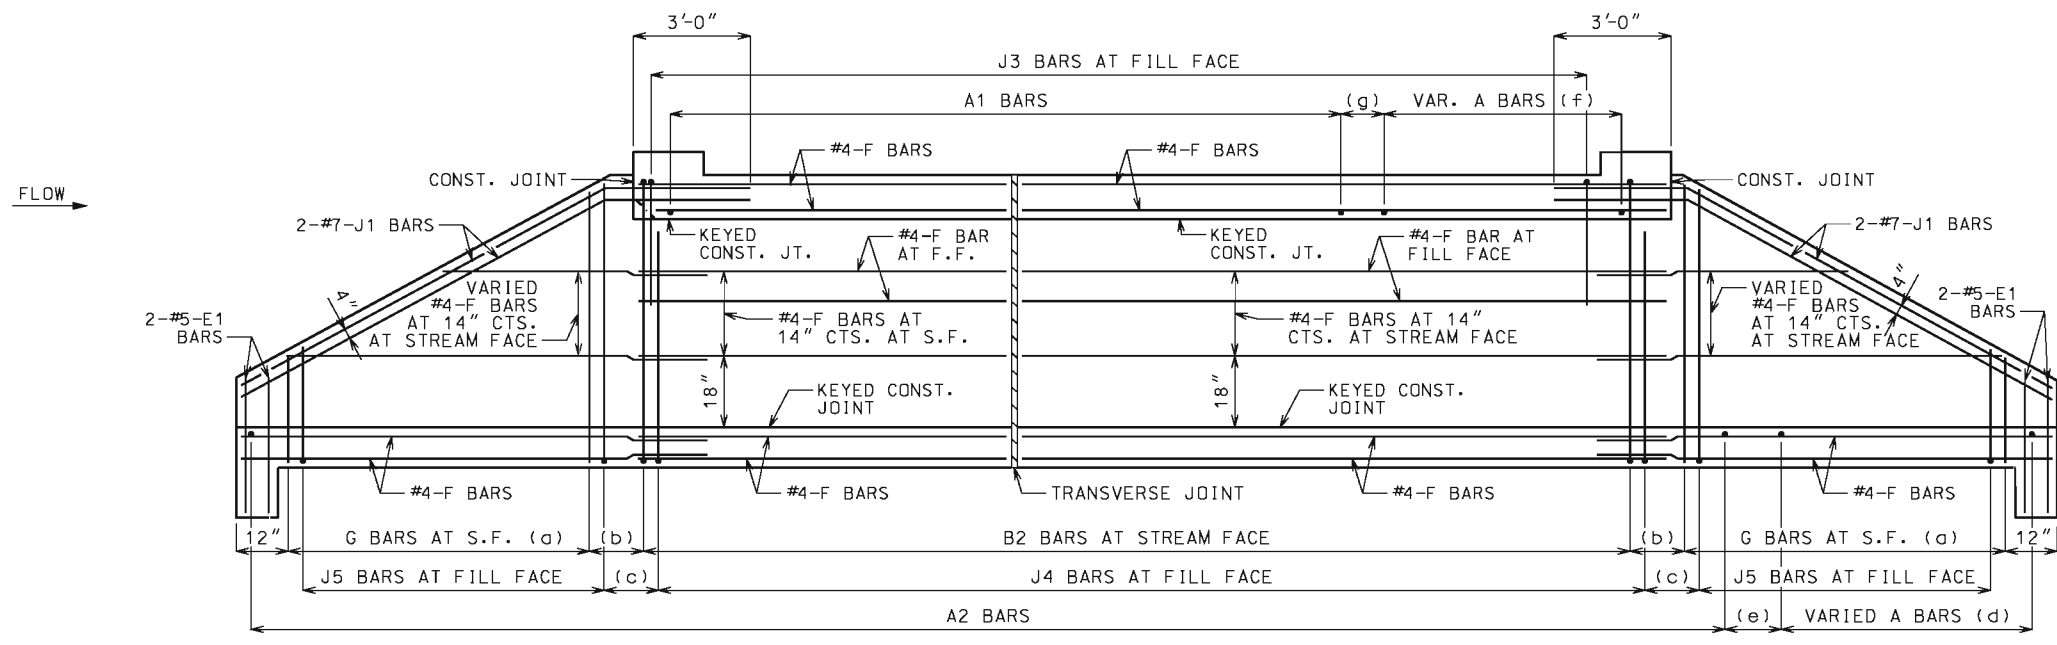 3'-0"
3'-0"
J3 BARS AT FILL FACE
A1 BARS
(g)
VAR. A BARS (f)
#4-F BARS
#4-F BARS
FLOW
CONST. JOINT
CONST. JOINT
2-#7-J1 BARS
KEYED
CONST. JT.
#4-F BAR
AT F.F.
KEYED
CONST. JT.
#4-F BAR AT
FILL FACE
2-#7-J1 BARS
4"
VARIED
#4-F BARS
AT 14" CTS.
AT STREAM FACE
2-#5-E1
BARS
#4-F BARS AT
14" CTS. AT S.F.
#4-F BARS AT 14"
CTS. AT STREAM FACE
VARIED
#4-F BARS
AT 14" CTS.
AT STREAM FACE
4"
2-#5-E1
BARS
18"
KEYED CONST.
JOINT
18"
KEYED CONST.
JOINT
#4-F BARS
#4-F BARS
TRANSVERSE JOINT
#4-F BARS
#4-F BARS
12"
G BARS AT S.F. (a)
(b)
B2 BARS AT STREAM FACE
(b)
G BARS AT S.F. (a)
12"
J5 BARS AT FILL FACE
(c)
J4 BARS AT FILL FACE
(c)
J5 BARS AT FILL FACE
A2 BARS
(e)
VARIED A BARS (d)